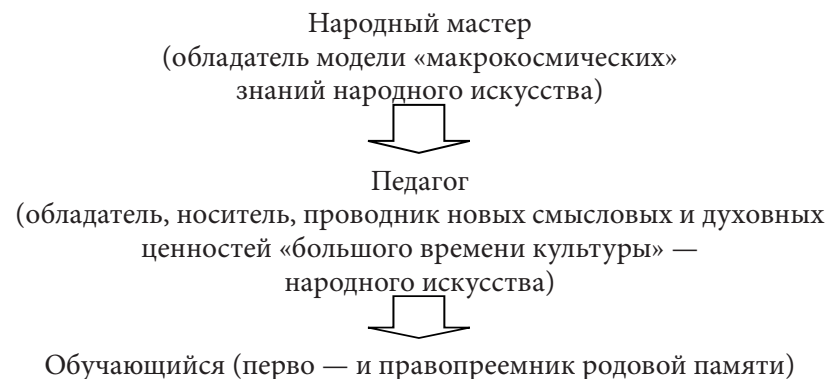 Народный мастер
(обладатель модели «макрокосмических»
знаний народного искусства)
Педагог
(обладатель, носитель, проводник новых смысловых и духовных
ценностей «большого времени культуры» —
народного искусства)
Обучающийся (перво — и правопреемник родовой памяти)